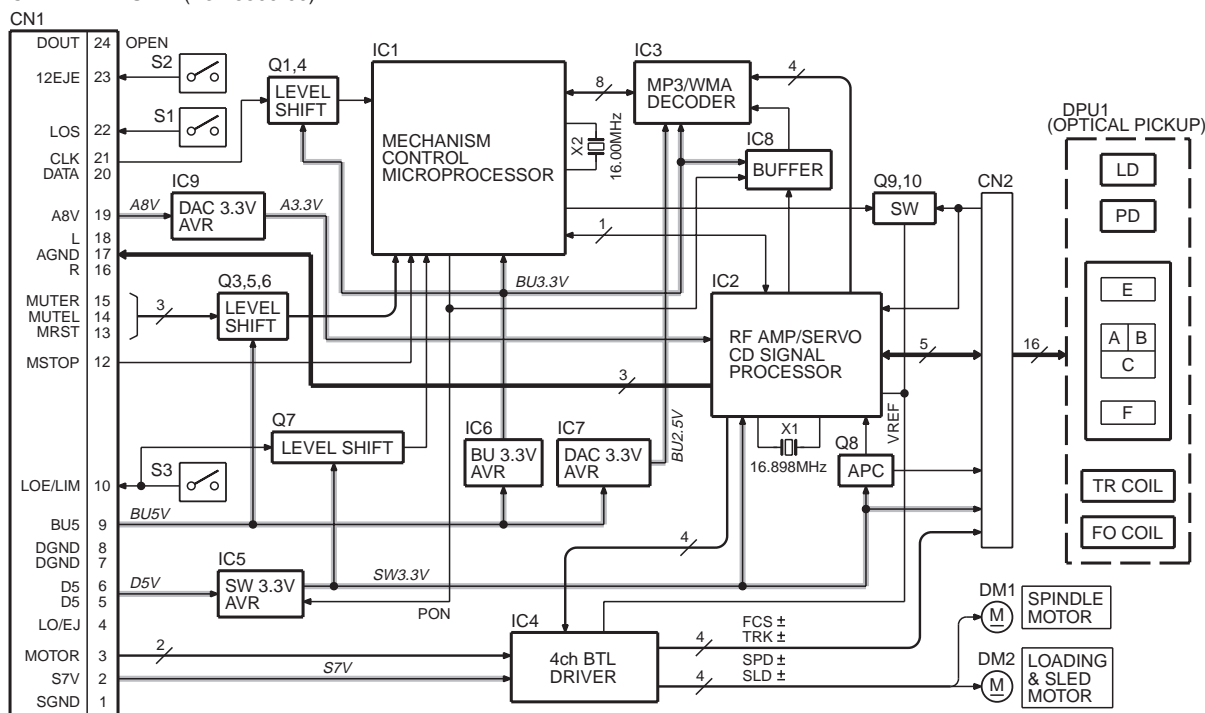 CN1
DOUT 24 OPEN
12EJE 23
S2
LOS 22
S1
CLK 21
DATA 20
A8V 19
L 18
AGND 17
R 16
MUTER 15
MUTEL 14
MRST 13
MSTOP 12
LOE/LIM 10
BU5 9
DGND 8
DGND 7
D5 6
D5 5
LO/EJ 4
MOTOR 3
S7V 2
SGND 1
Q1,4
LEVEL
SHIFT
IC1
MECHANISM
CONTROL
MICROPROCESSOR
X2
16.00MHz
8
IC3
MP3/WMA
DECODER
4
IC8
BUFFER
Q9,10
SW
CN2
DPU1
(OPTICAL PICKUP)
LD
PD
E
A B
C
F
TR COIL
FO COIL
IC9
A8V
DAC 3.3V
AVR
A3.3V
Q3,5,6
LEVEL
SHIFT
3
BU3.3V
1
IC2
RF AMP/SERVO
CD SIGNAL
PROCESSOR
5
16
3
Q7
LEVEL SHIFT
S3
IC6
BU 3.3V
AVR
IC7
DAC 3.3V
AVR
BU2.5V
X1
16.898MHz
Q8
APC
VREF
BU5V
IC5
D5V
SW 3.3V
AVR
SW3.3V
PON
4
IC4
4ch BTL
DRIVER
2
S7V
FCS ±
4
TRK ±
SPD ±
4
SLD ±
DM1
M
SPINDLE
MOTOR
DM2
M
LOADING
& SLED
MOTOR